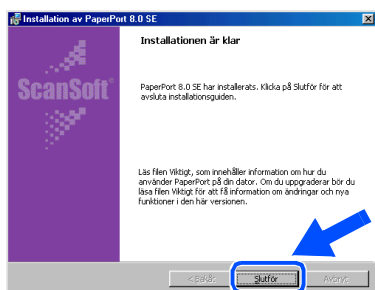 Installation av PaperPort 8.0 SE
Installationen är klar
ScanSoft
PaperPort 8.0 SE har installerats. Klicka på Slutför för att
avsluta installationsguiden.
Läs filen Viktigt, som innehåller information om hur du
använder PaperPort på din dator. Om du uppgraderar bör du
läsa filen Viktigt för att få information om ändringar och nya
funktioner i den här versionen.
< Bakåt
Slutför
Avbryt